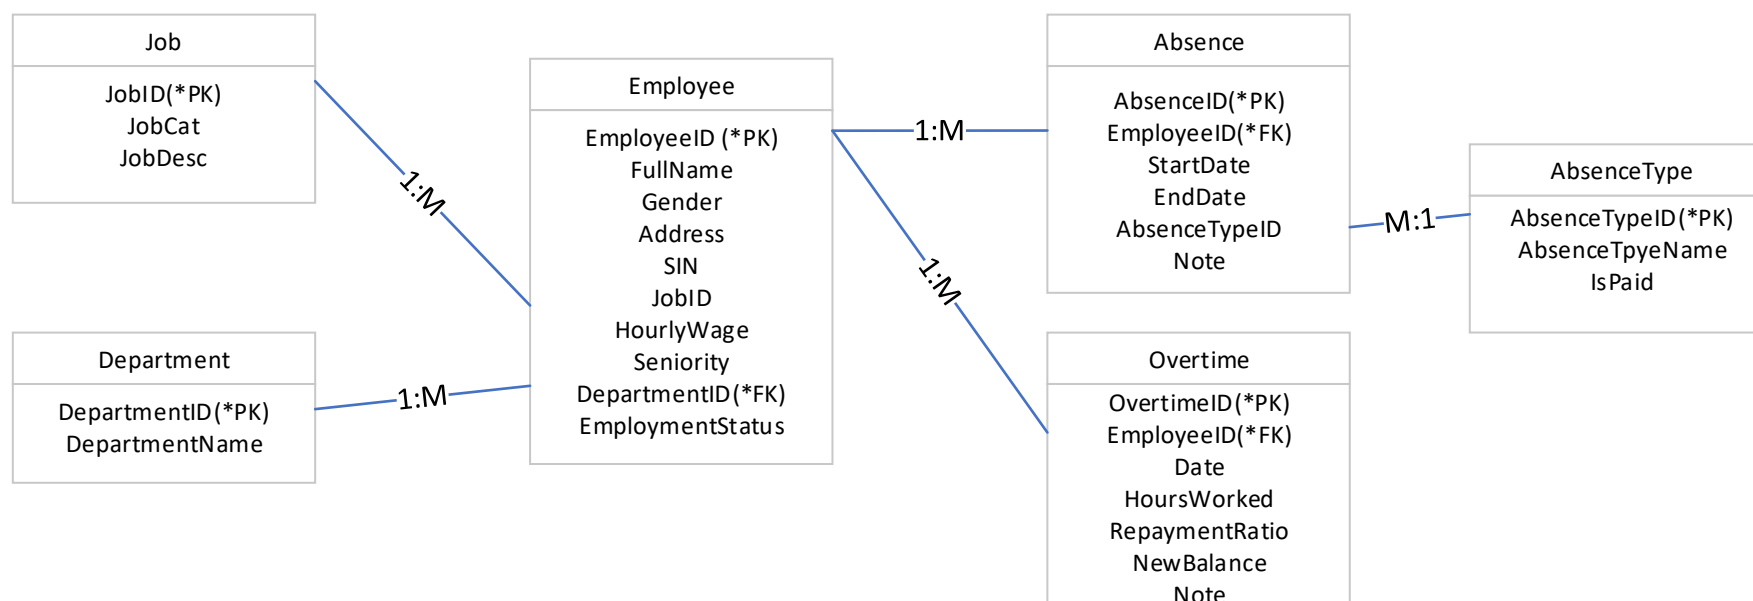 Job
JobID(*PK)
JobCat
JobDesc
1:M
Department
DepartmentID(*PK)
DepartmentName
1:M
Employee
EmployeeID (*PK)
FullName
Gender
Address
SIN
JobID
HourlyWage
Seniority
DepartmentID(*FK)
EmploymentStatus
1:M
1:M
Absence
AbsenceID(*PK)
EmployeeID(*FK)
StartDate
EndDate
AbsenceTypeID
Note
M:1
AbsenceType
AbsenceTypeID(*PK)
AbsenceTpyeName
IsPaid
Overtime
OvertimeID(*PK)
EmployeeID(*FK)
Date
HoursWorked
RepaymentRatio
NewBalance
Note